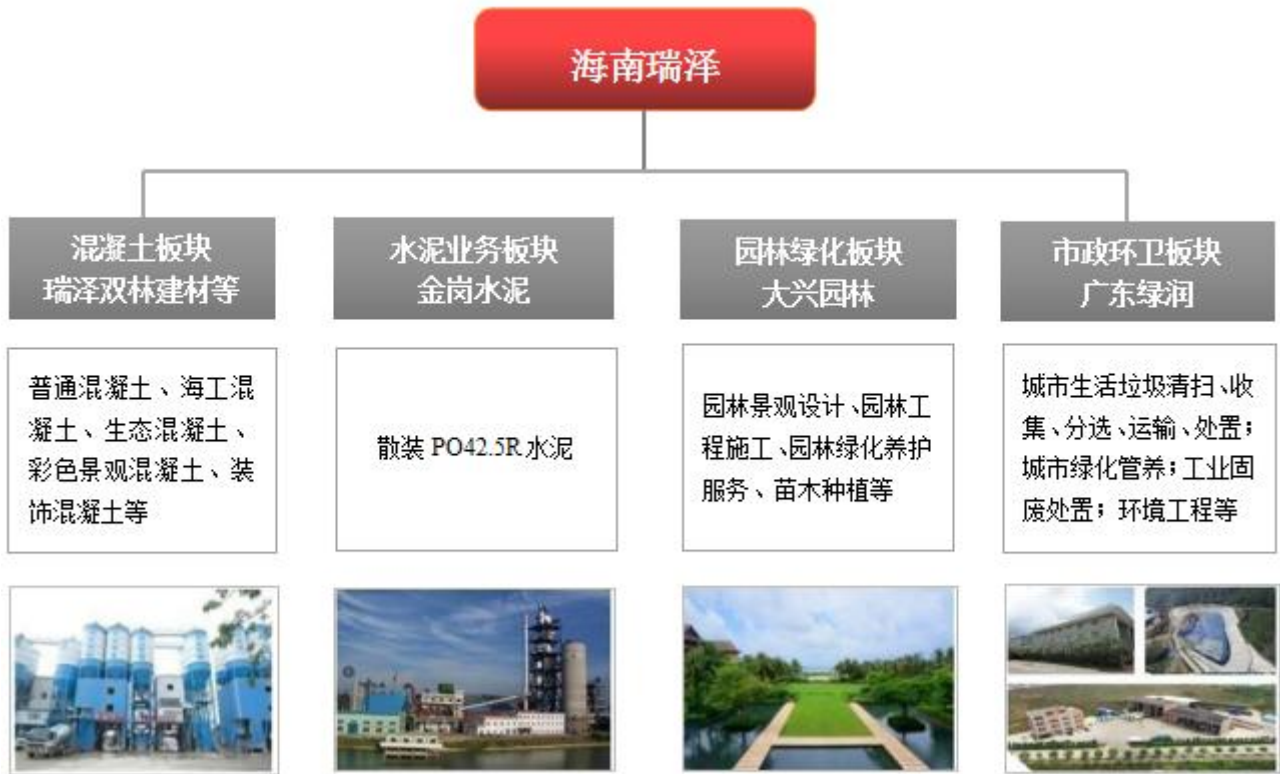 海南瑞泽
混凝土板块
瑞泽双林建材等
水泥业务板块
金岗水泥
园林绿化板块
大兴园林
市政环卫板块
广东绿润
普通混凝土、海工混
凝土、生态混凝土、
彩色景观混凝土、装
饰混凝土等
散装 PO42.5R 水泥
园林景观设计、园林工
程施工、园林绿化养护
服务、苗木种植等
城市生活垃圾清扫、收
集、分选、运输、处置；
城市绿化管养；工业固
废处置；环境工程等